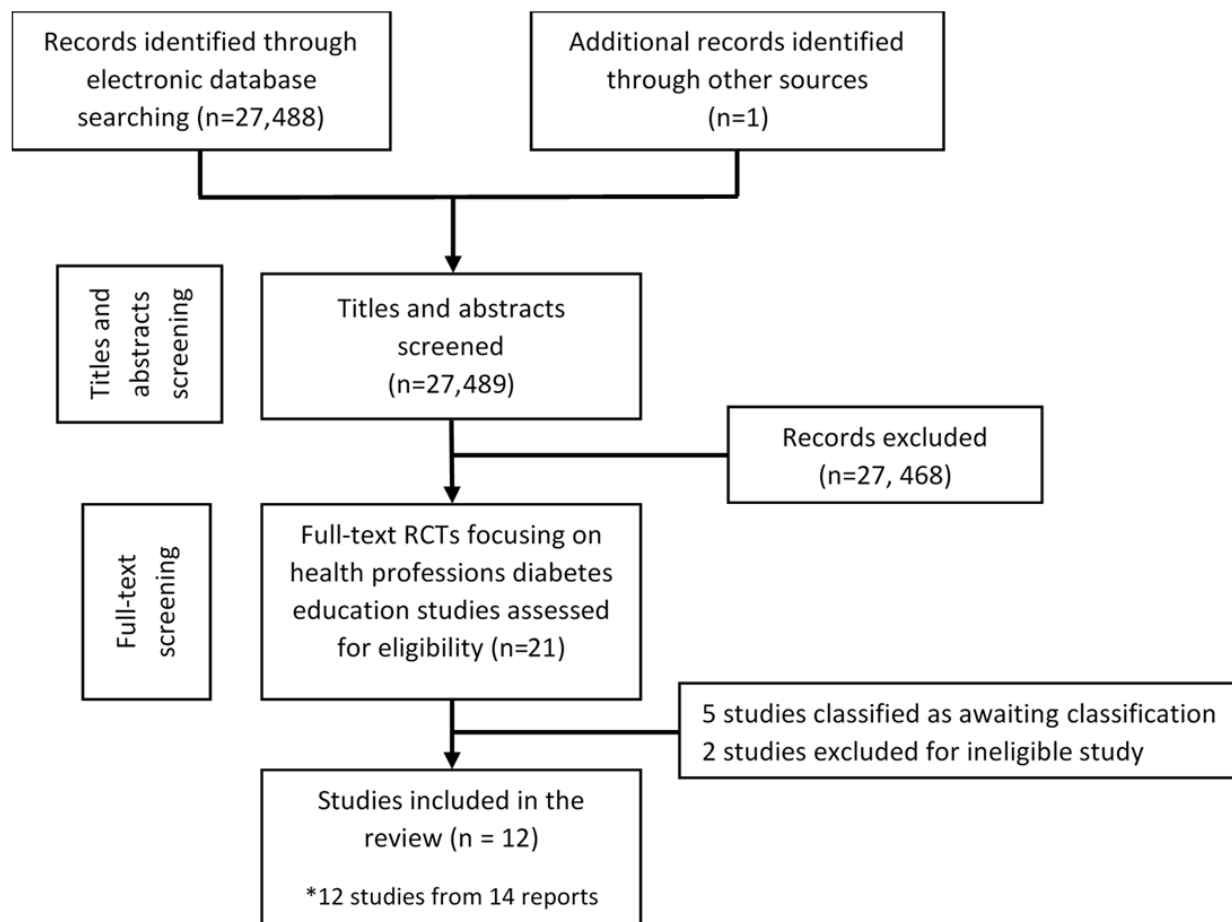 Records identified through
electronic database
searching (n=27,488)
Additional records identified
through other sources
(n=1)
Titles and
abstracts
screening
Titles and abstracts
screened
(n=27,489)
Records excluded
(n=27, 468)
Full-text
screening
Full-text RCTs focusing on
health professions diabetes
education studies assessed
for eligibility (n=21)
5 studies classified as awaiting classification
2 studies excluded for ineligible study
Studies included in the
review (n = 12)
*12 studies from 14 reports